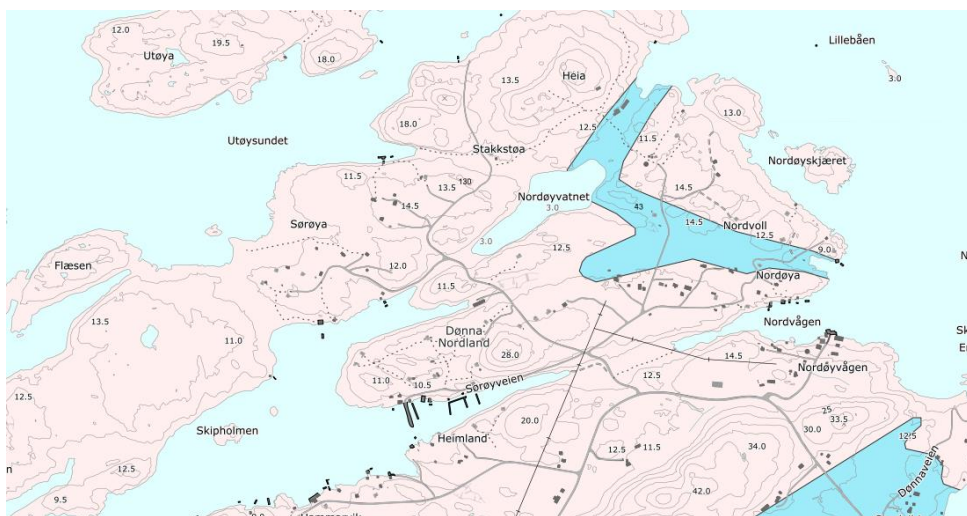 12.0
Utøya
19.5
18.0
Lillebåen
3.0
Heia
13.5
13.0
18.0
12.5
11.5
Utøysundet
Stakkstøa
Nordøyskjæret
11.5
13.5
130
14.5
Nordøyvatnet
3.0
14.5
43
14.5
Nordvoll
Sørøya
12.5
9.0
3.0
12.5
Flæsen
12.0
Nordøya
11.5
13.5
11.0
Nordvågen
Dønna
Nordland
28.0
14.5
11.0
10.5
Sørøyveien
12.5
Nordøyvågen
12.5
25
33.5
20.0
30.0
Skipholmen
Heimland
12.5
11.5
34.0
12.5
Dønnaveien
12.5
9.5
42.0